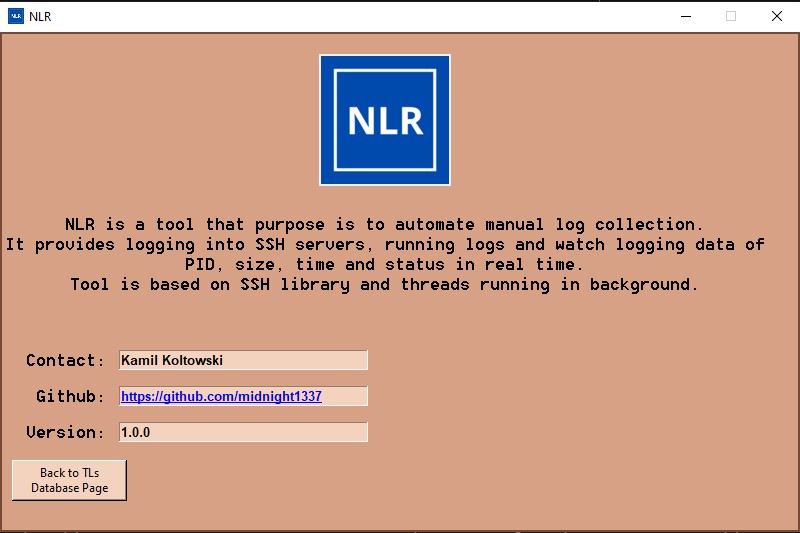 NLR
NLR
NLR is a tool that purpose is to automate manual log collection.
It provides logging into SSH servers, running logs and watch logging data of
PID, size, time and status in real time.
Tool is based on SSH library and threads running in background.
Contact: Kamil Koltowski
Github: https://github.com/midnight1337
Version: 1.0.0
Back to TLs
Database Page